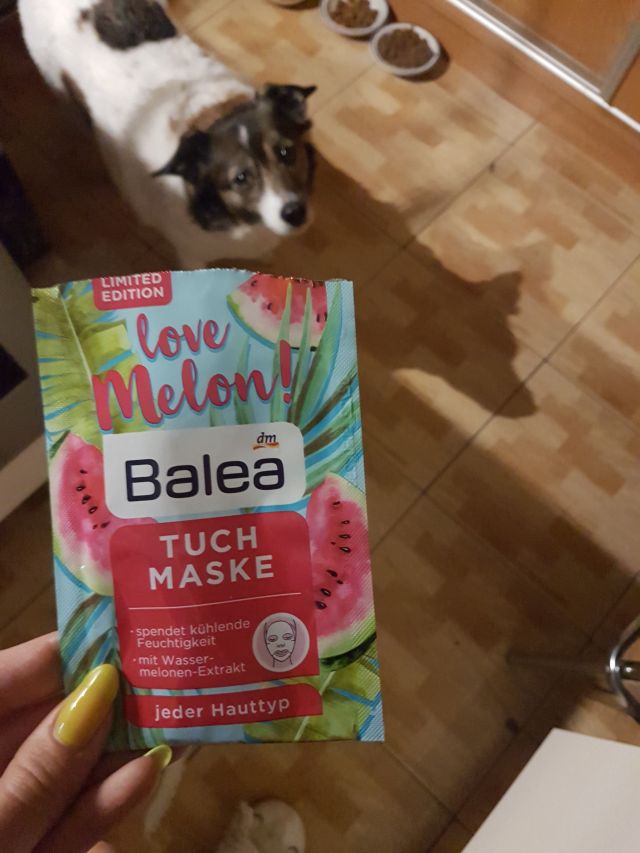 LIMITED
EDITION
love
Melon!
dm
Balea
TUCH
MASKE
· spendet kühlende
Feuchtigkeit
· mit Wasser-
melonen-Extrakt
jeder Hauttyp